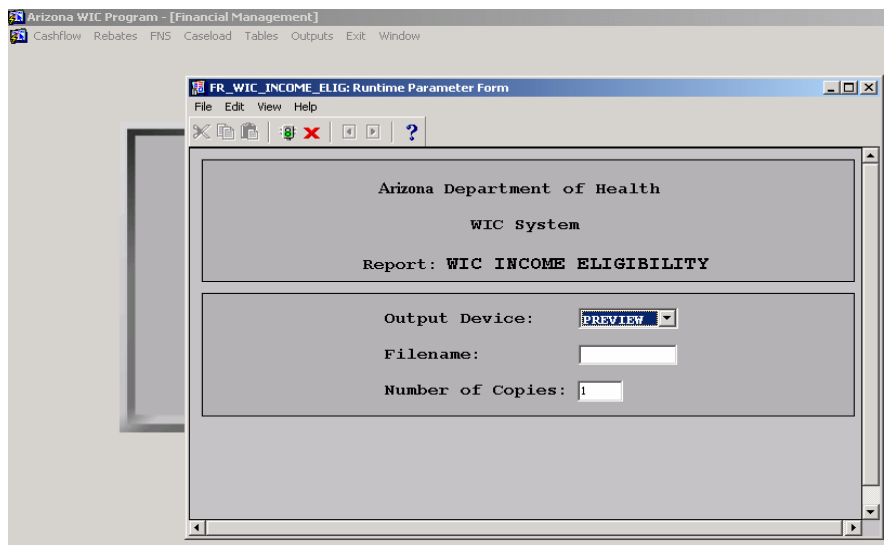 Arizona WIC Program - [Financial Management]
Cashflow Rebates FNS Caseload Tables Outputs Exit Window
FR_WIC_INCOME_ELIG: Runtime Parameter Form
File Edit View Help
?
Arizona Department of Health
WIC System
Report: WIC INCOME ELIGIBILITY
Output Device: PREVIEW
Filename:
Number of Copies: 1